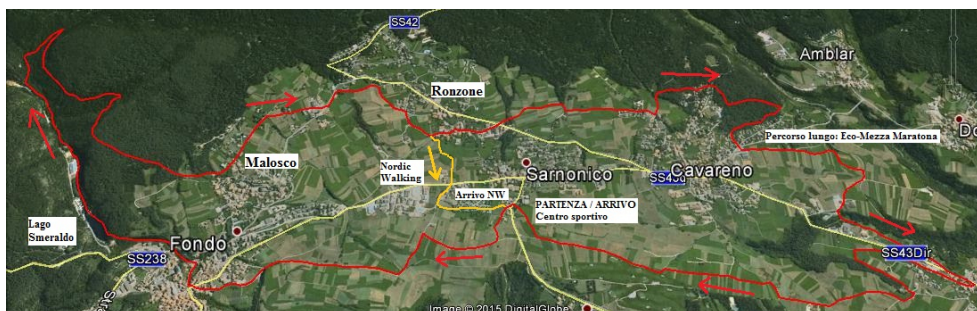 SS42
Amblar
Ronzone
Percorso lungo: Eco-Mezza Maratona
Do
Malosco
Nordic
Walking
Sarnonico
Cavareno
Arrivo NW
PARTENZA / ARRIVO
Centro sportivo
Lago
Smeraldo
Fondo
SS238
SS43Dir
Image © 2015 DigitalGlobe